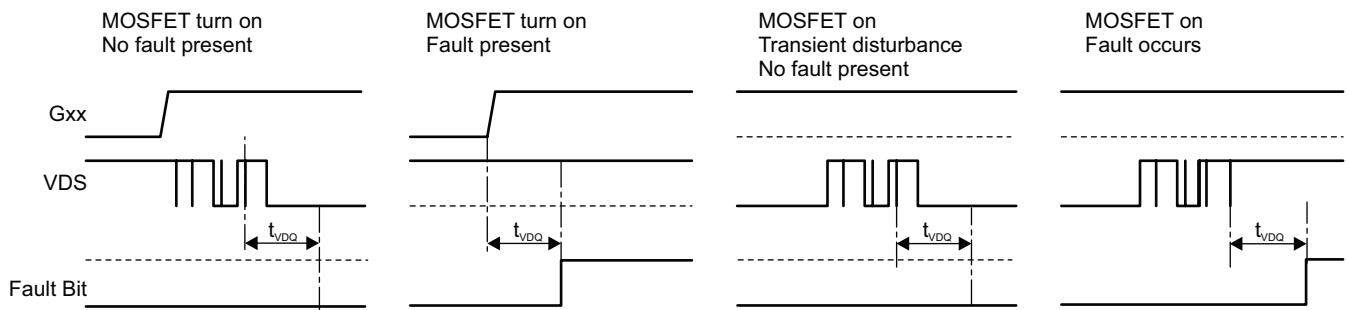 MOSFET turn on
No fault present
MOSFET turn on
Fault present
MOSFET on
Transient disturbance
No fault present
MOSFET on
Fault occurs
Gxx
VDS
tVDQ
tVDQ
tVDQ
tVDQ
Fault Bit